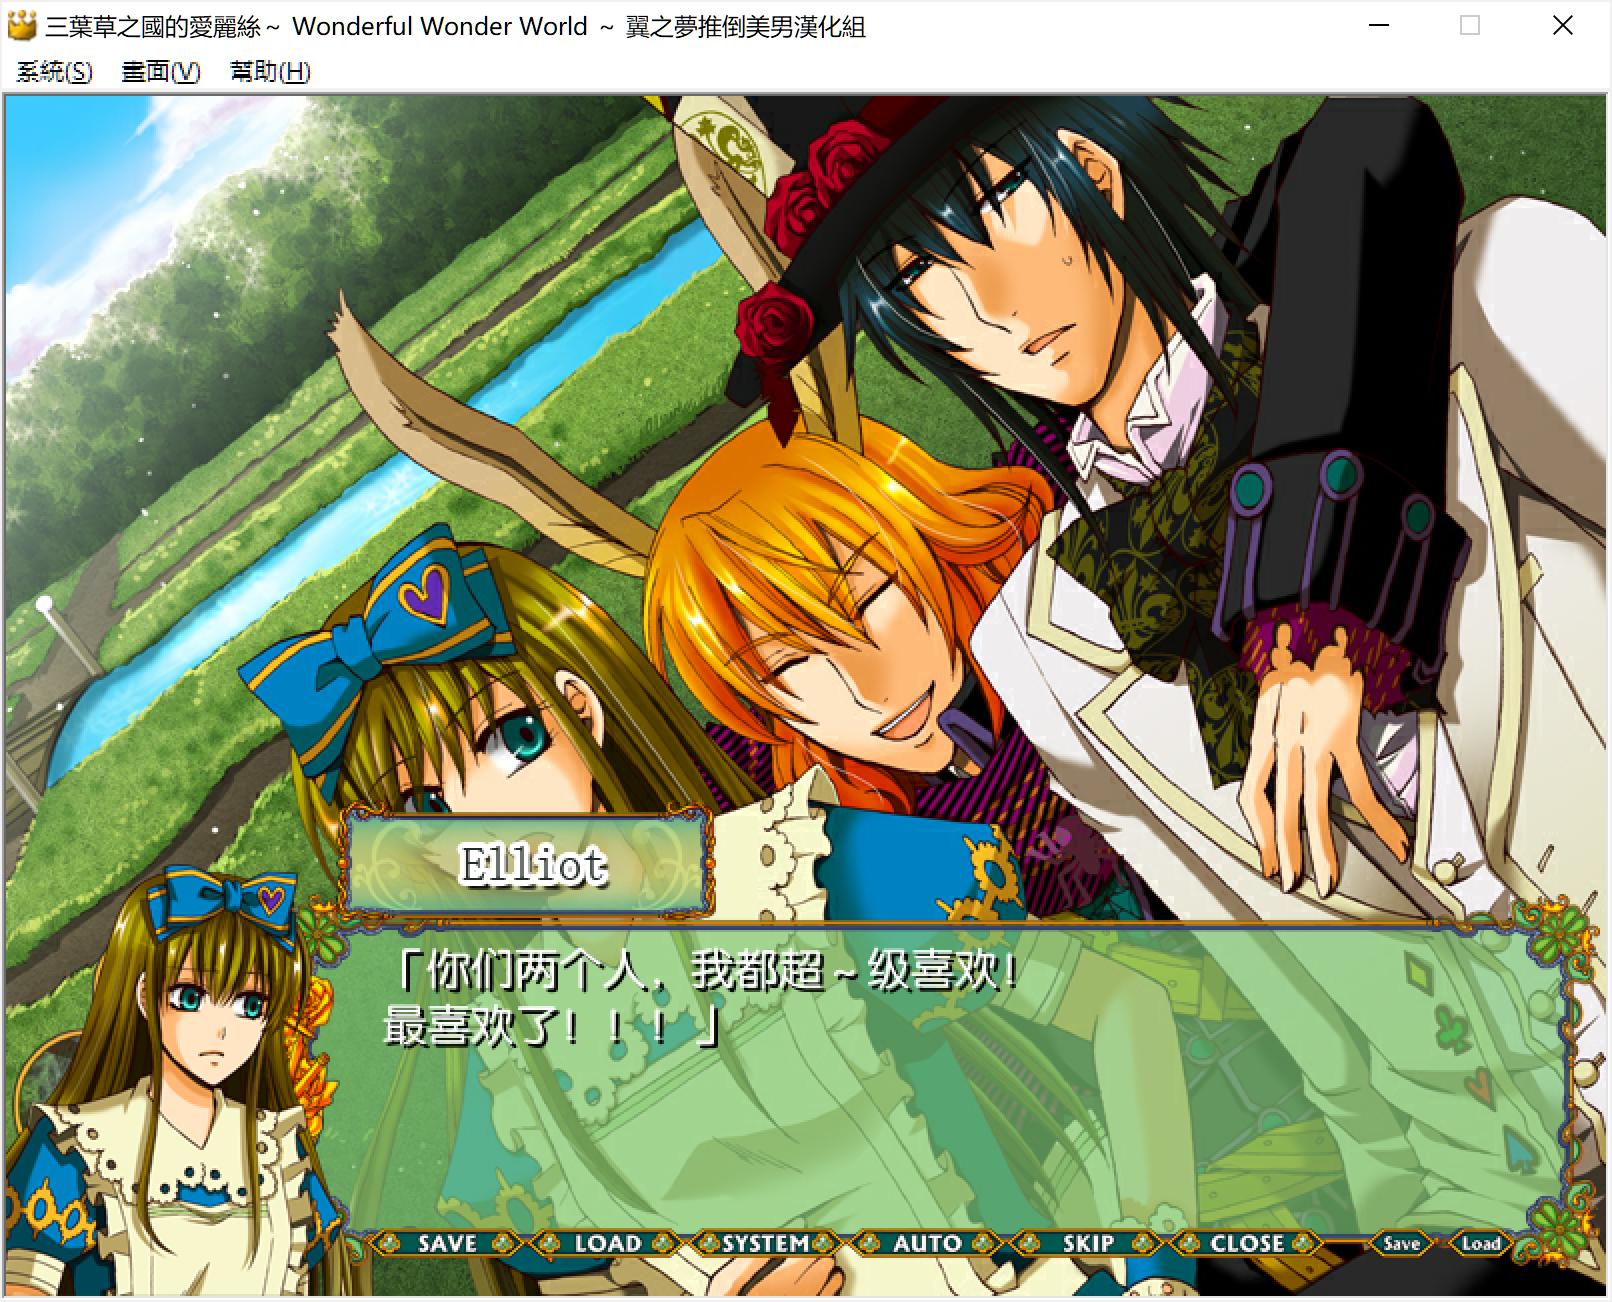 三葉草之國的愛麗絲～ Wonderful Wonder World ～ 翼之夢推倒美男漢化組
系統(S) 畫面(V) 幫助(H)
Elliot
「你们两个人，我都超～级喜欢！
最喜欢了！！！」
SAVE LOAD SYSTEM AUTO SKIP CLOSE Save Load